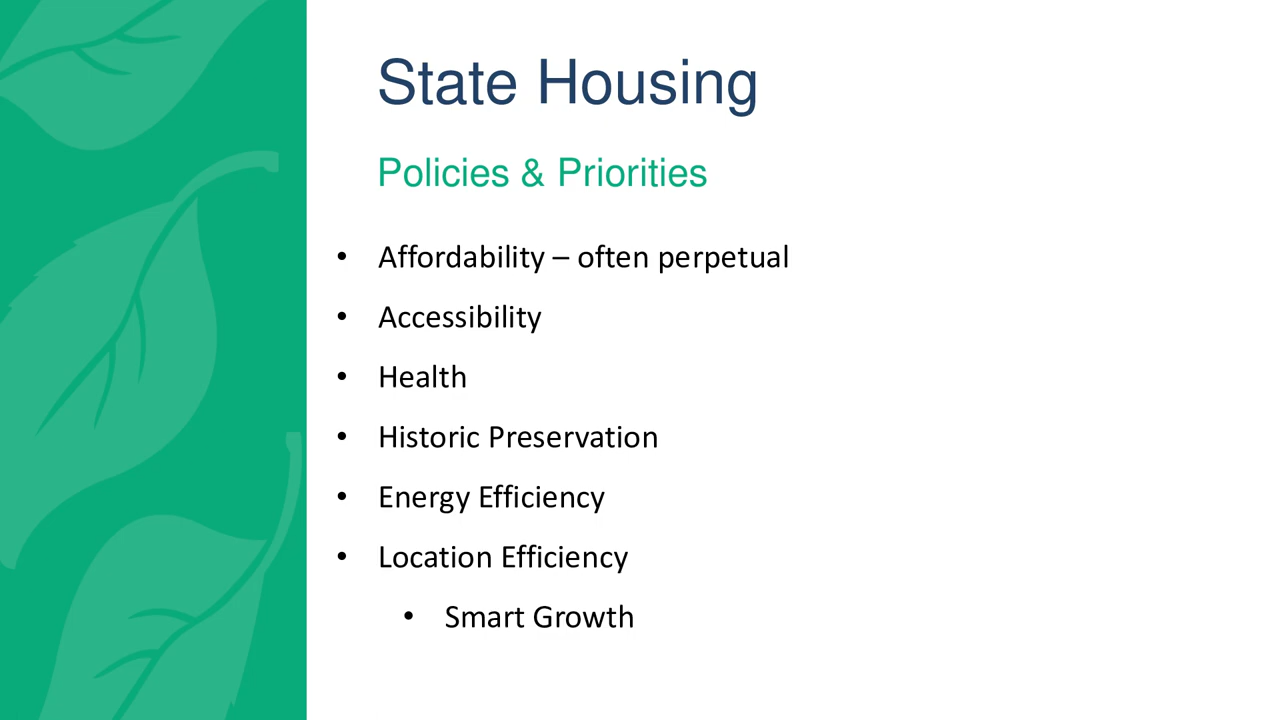 State Housing
Policies & Priorities
• Affordability – often perpetual
• Accessibility
• Health
• Historic Preservation
• Energy Efficiency
• Location Efficiency
• Smart Growth